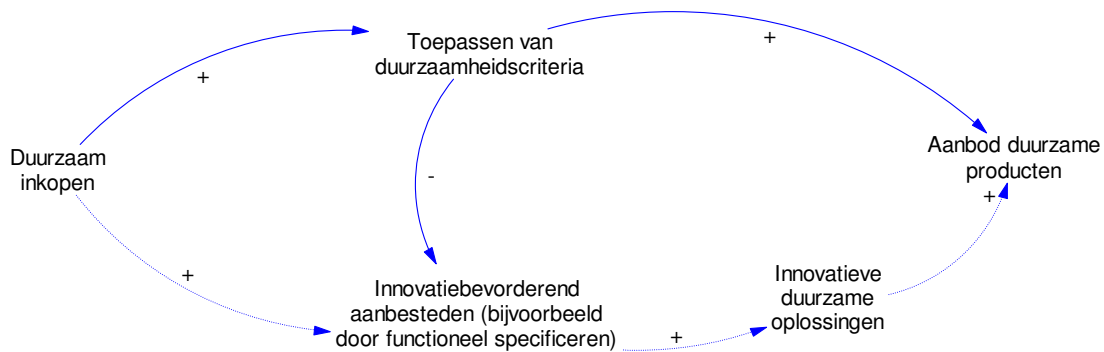 Toepassen van
duurzaamheidscriteria
+
+
Duurzaam
inkopen
Aanbod duurzame
producten
+
-
+
Innovatiebevorderend
aanbesteden (bijvoorbeeld
door functioneel specificeren)
+
Innovatieve
duurzame
oplossingen